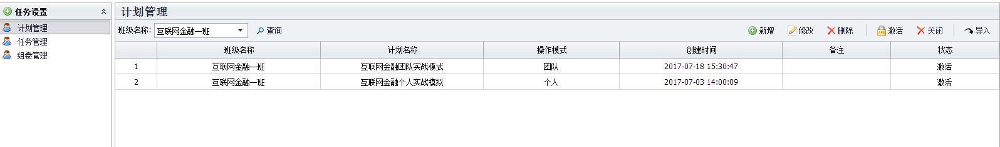 任务设置
计划管理
任务管理
组卷管理
计划管理
班级名称: 互联网金融一班 查询 新增 修改 删除 激活 关闭 导入
班级名称 计划名称 操作模式 创建时间 备注 状态
1 互联网金融一班 互联网金融团队实战模式 团队 2017-07-18 15:30:47 激活
2 互联网金融一班 互联网金融个人实战模拟 个人 2017-07-03 14:00:09 激活